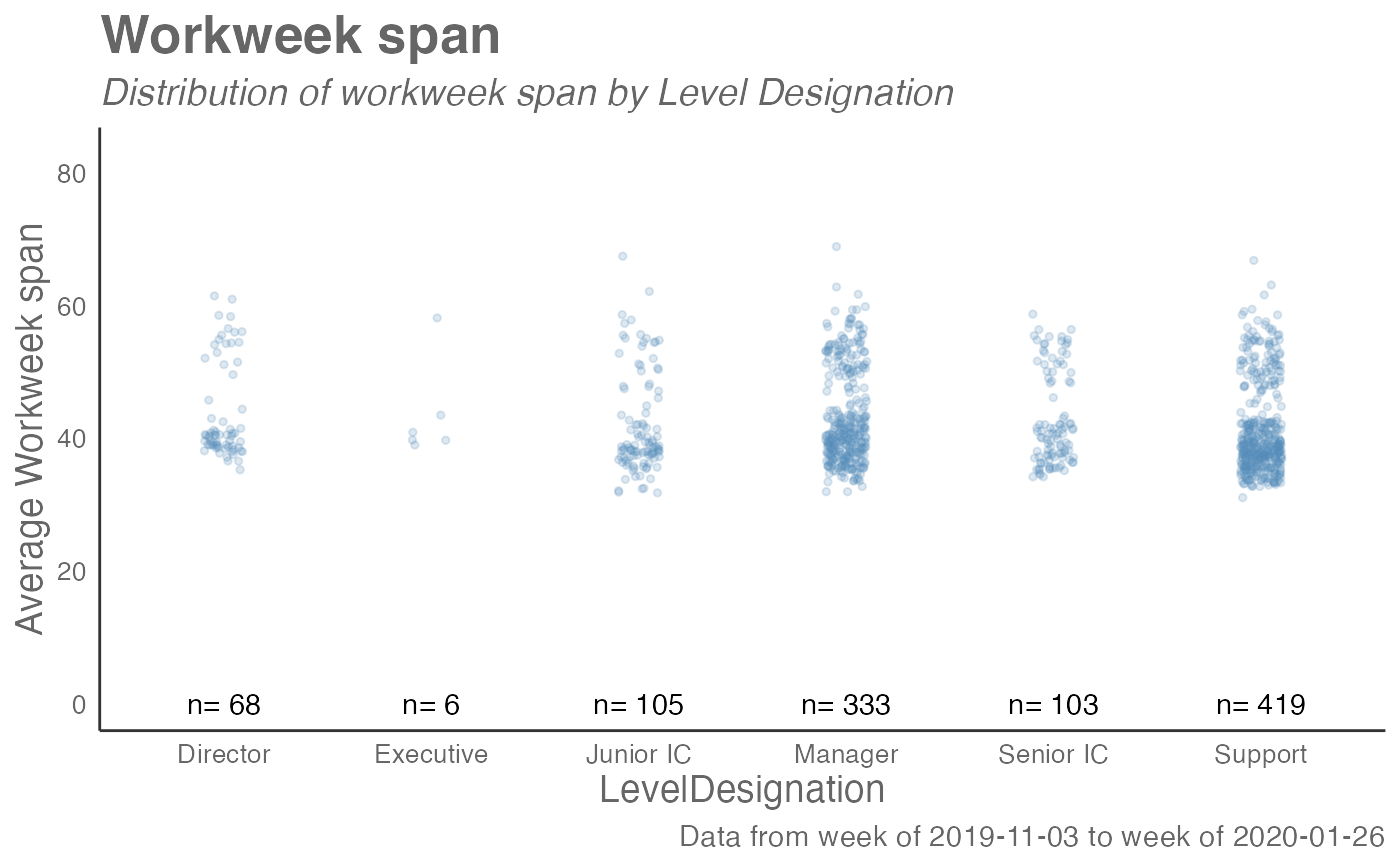 Workweek span
Distribution of workweek span by Level Designation
Average Workweek span
80
60
40
20
0
n= 68 n= 6 n= 105 n= 333 n= 103 n= 419
Director Executive Junior IC Manager Senior IC Support
LevelDesignation
Data from week of 2019-11-03 to week of 2020-01-26